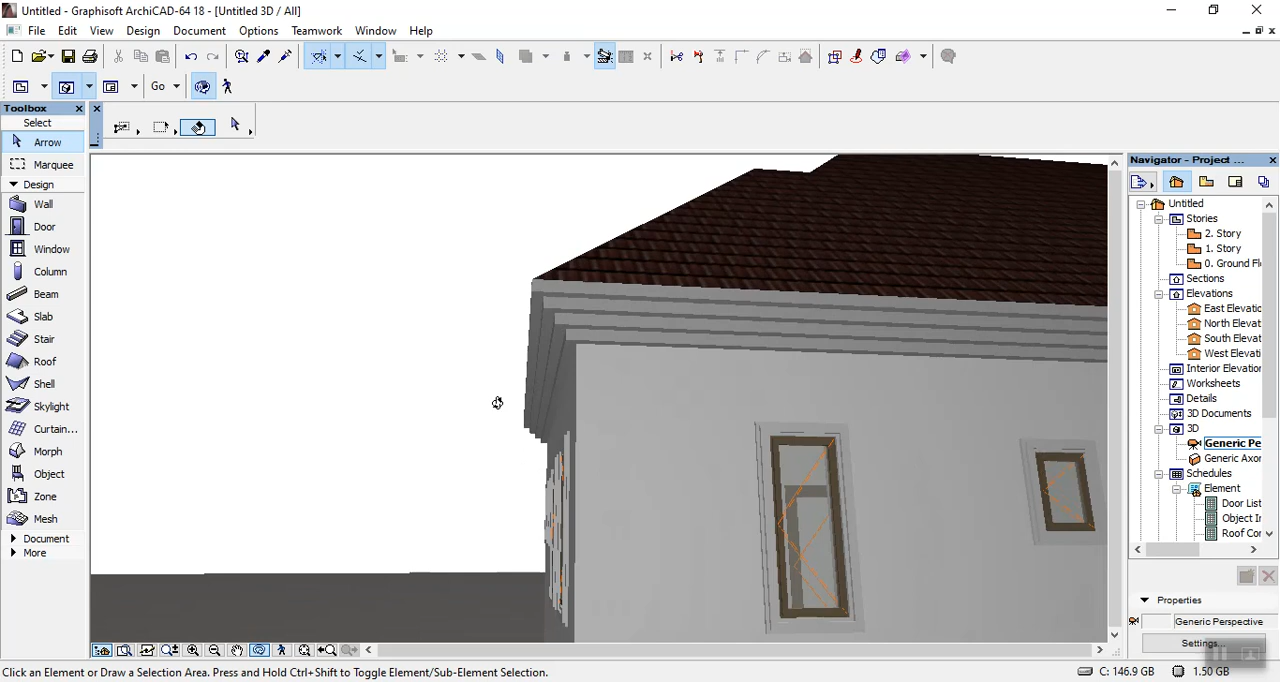 Untitled - Graphisoft ArchiCAD-64 18 - [Untitled 3D / All]
File Edit View Design Document Options Teamwork Window Help
Go
Toolbox
Select
Arrow
Marquee
Design
Wall
Door
Window
Column
Beam
Slab
Stair
Roof
Shell
Skylight
Curtain...
Morph
Object
Zone
Mesh
Document
More
Navigator - Project ...
Untitled
Stories
2. Story
1. Story
0. Ground Fl
Sections
Elevations
East Elevatio
North Elevat
South Elevat
West Elevati
Interior Elevation
Worksheets
Details
3D Documents
3D
Generic Pe
Generic Axon
Schedules
Element
Door List
Object In
Roof Cor
Properties
Generic Perspective
Settings...
Click an Element or Draw a Selection Area. Press and Hold Ctrl+Shift to Toggle Element/Sub-Element Selection.
C: 146.9 GB 1.50 GB